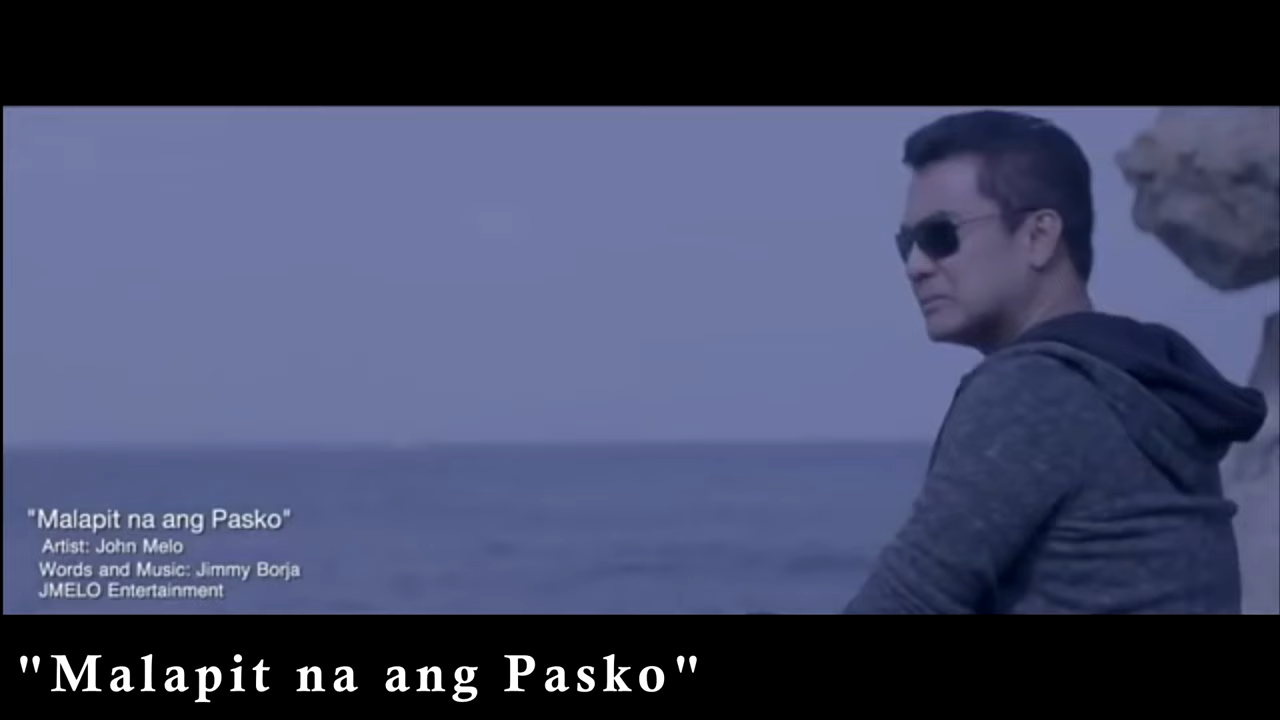 "Malapit na ang Pasko"
Artist: John Melo
Words and Music: Jimmy Borja
JMELO Entertainment
"Malapit na ang Pasko"